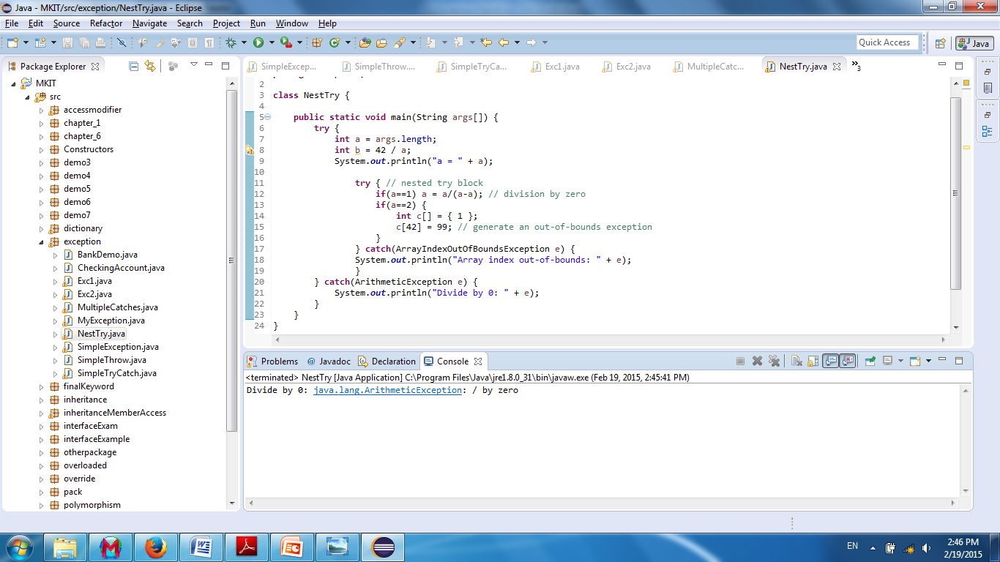 Java - MKIT/src/exception/NestTry.java - Eclipse
File Edit Source Refactor Navigate Search Project Run Window Help
Quick Access
Java
Package Explorer
MKIT
src
accessmodifier
chapter_1
chapter_6
Constructors
demo3
demo4
demo5
demo6
demo7
dictionary
exception
BankDemo.java
CheckingAccount.java
Exc1.java
Exc2.java
MultipleCatches.java
MyException.java
NestTry.java
SimpleException.java
SimpleThrow.java
SimpleTryCatch.java
finalKeyword
inheritance
inheritanceMemberAccess
interfaceExam
interfaceExample
otherpackage
overloaded
override
pack
polymorphism
SimpleExcep... SimpleThrow.... SimpleTryCa... Exc1.java Exc2.java MultipleCatc... NestTry.java »3
2
3 class NestTry {
4
5 public static void main(String args[]) {
6 try {
7 int a = args.length;
8 int b = 42 / a;
9 System.out.println("a = " + a);
10
11 try { // nested try block
12 if(a==1) a = a/(a-a); // division by zero
13 if(a==2) {
14 int c[] = { 1 };
15 c[42] = 99; // generate an out-of-bounds exception
16 }
17 } catch(ArrayIndexOutOfBoundsException e) {
18 System.out.println("Array index out-of-bounds: " + e);
19 }
20 } catch(ArithmeticException e) {
21 System.out.println("Divide by 0: " + e);
22 }
23 }
24 }
Problems @ Javadoc Declaration Console
<terminated> NestTry [Java Application] C:\Program Files\Java\jre1.8.0_31\bin\javaw.exe (Feb 19, 2015, 2:45:41 PM)
Divide by 0: java.lang.ArithmeticException: / by zero
EN
2:46 PM
2/19/2015